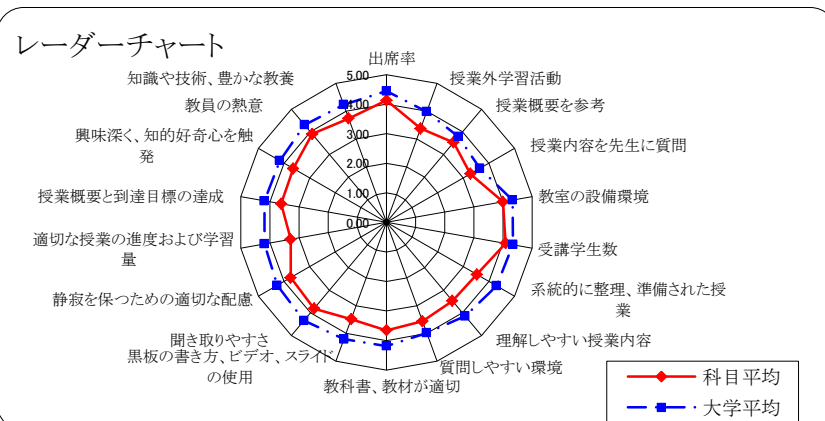 レーダーチャート
出席率
授業外学習活動
授業概要を参考
授業内容を先生に質問
教室の設備環境
受講学生数
系統的に整理、準備された授
業
理解しやすい授業内容
質問しやすい環境
教科書、教材が適切
黒板の書き方、ビデオ、スライド
の使用
聞き取りやすさ
静寂を保つための適切な配慮
適切な授業の進度および学習
量
授業概要と到達目標の達成
興味深く、知的好奇心を触
発
教員の熱意
知識や技術、豊かな教養
5.00
4.00
3.00
2.00
1.00
0.00
科目平均
大学平均